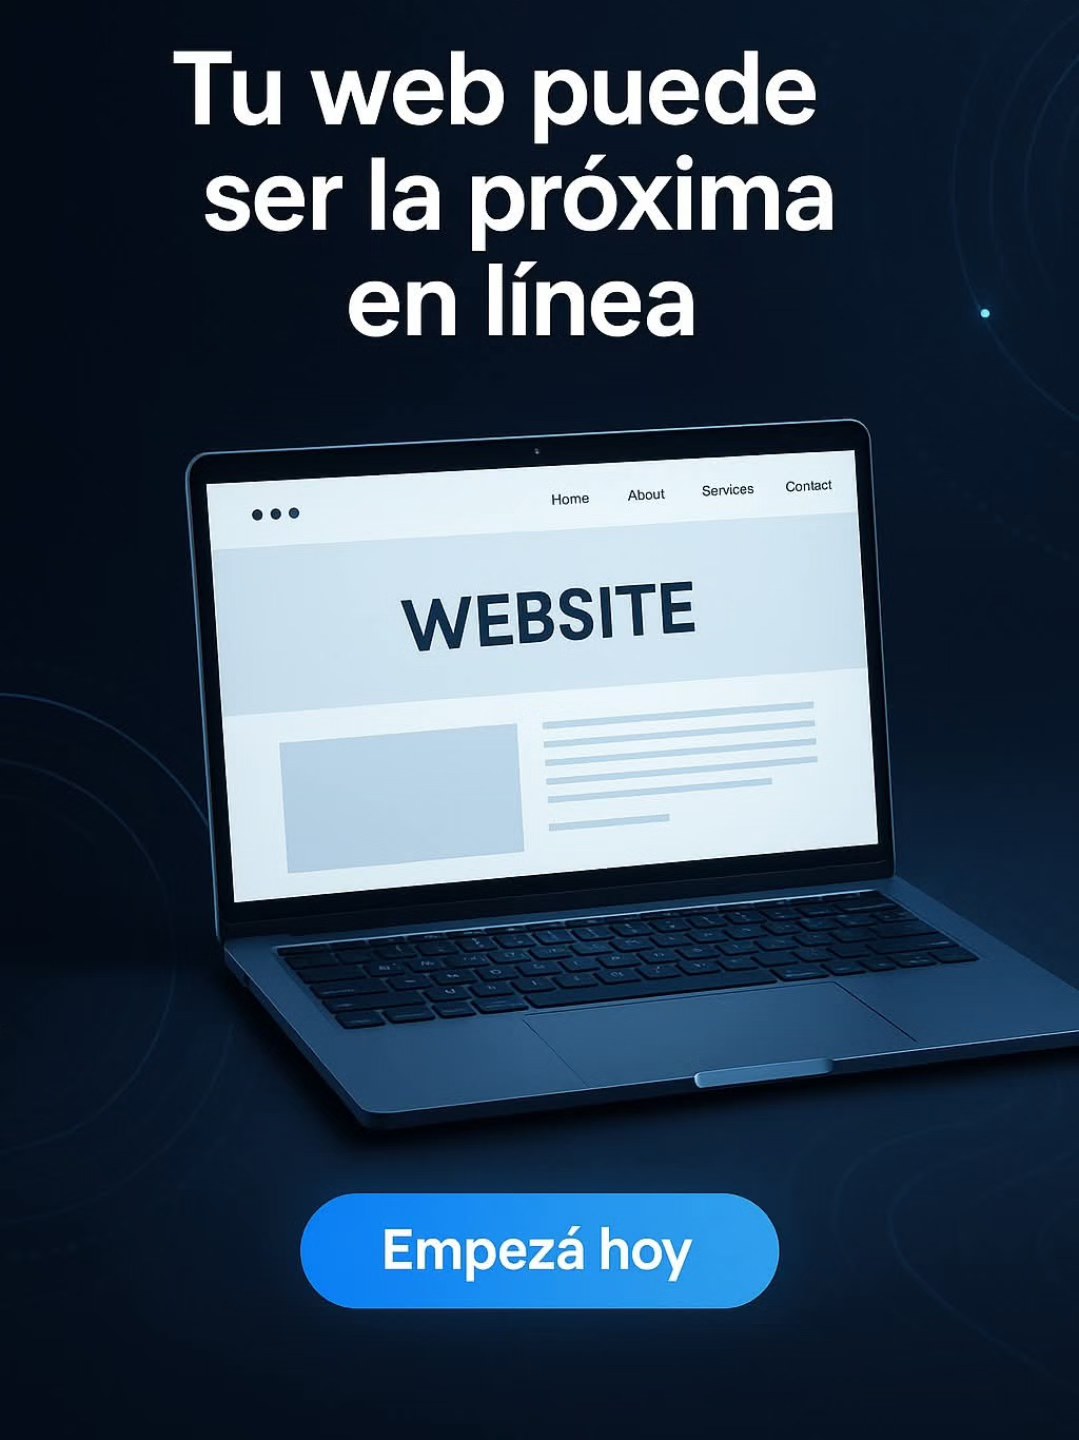 Tu web puede
ser la próxima
en línea
Home About Services Contact
WEBSITE
Empezá hoy